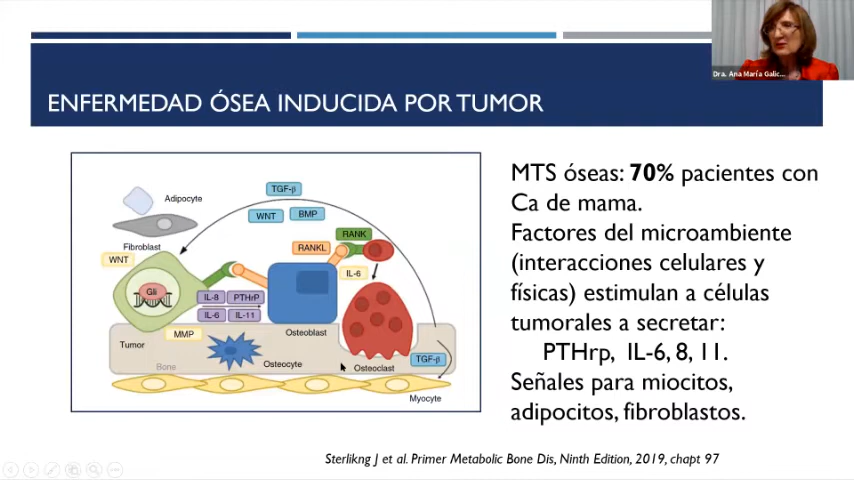 Dra. Ana María Galic...
ENFERMEDAD ÓSEA INDUCIDA POR TUMOR
TGF-β
Adipocyte
WNT
BMP
RANK
Fibroblast
RANKL
WNT
IL-6
Gli
IL-8
PTHrP
IL-6
IL-11
MMP
Osteoblast
Tumor
TGF-β
Bone
Osteocyte
Osteoclast
Myocyte
MTS óseas: 70% pacientes con
Ca de mama.
Factores del microambiente
(interacciones celulares y
físicas) estimulan a células
tumorales a secretar:
PTHrp, IL-6, 8, 11.
Señales para miocitos,
adipocitos, fibroblastos.
Sterlikng J et al. Primer Metabolic Bone Dis, Ninth Edition, 2019, chapt 97